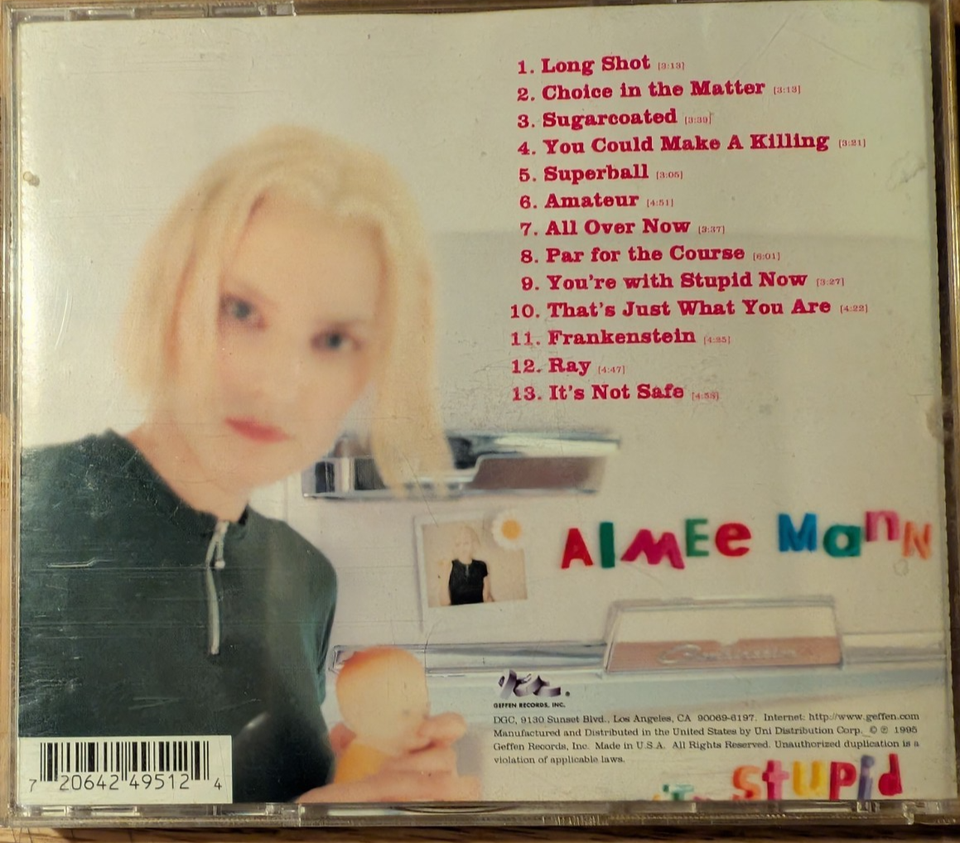 1. Long Shot [3:13]
2. Choice in the Matter [3:13]
3. Sugarcoated [3:39]
4. You Could Make A Killing [3:21]
5. Superball [3:05]
6. Amateur [4:51]
7. All Over Now [3:37]
8. Par for the Course [6:01]
9. You're with Stupid Now [3:27]
10. That's Just What You Are [4:22]
11. Frankenstein [4:35]
12. Ray [4:47]
13. It's Not Safe
AImEe MaNn
GEFFEN RECORDS, INC.
DGC, 9130 Sunset Blvd., Los Angeles, CA 90069-6197. Internet: http://www.geffen.com
Manufactured and Distributed in the United States by Uni Distribution Corp. © ℗ 1995
Geffen Records, Inc. Made in U.S.A. All Rights Reserved. Unauthorized duplication is a
violation of applicable laws.
stupid
7 20642 49512 4